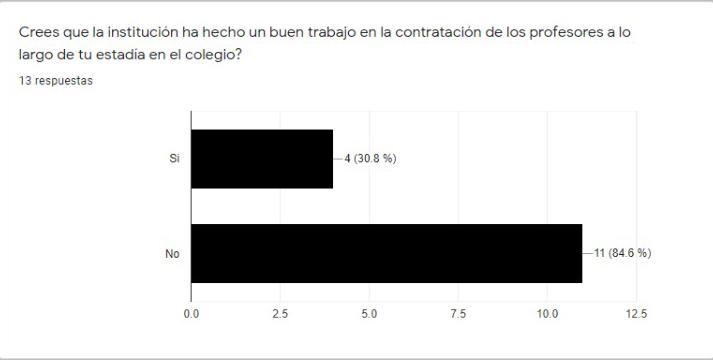 Crees que la institución ha hecho un buen trabajo en la contratación de los profesores a lo
largo de tu estadía en el colegio?
13 respuestas
Si
4 (30.8 %)
No
11 (84.6 %)
0.0 2.5 5.0 7.5 10.0 12.5